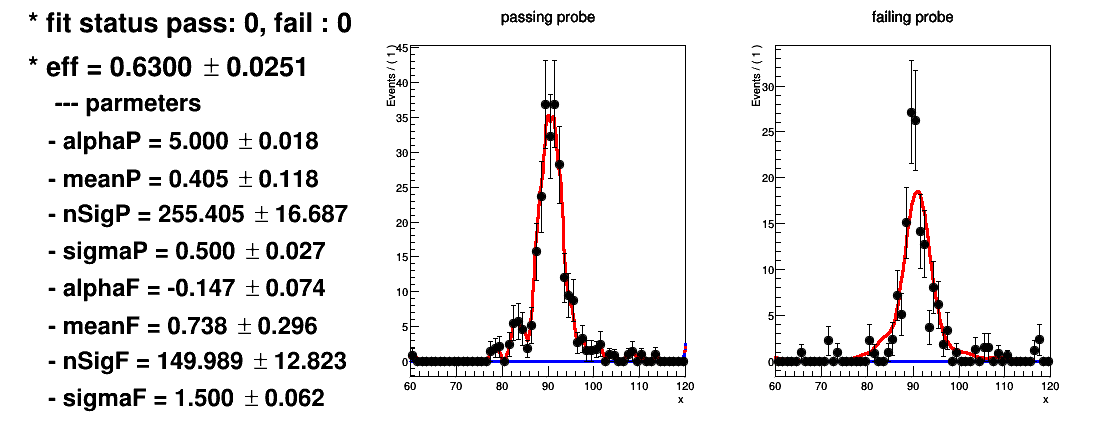 * fit status pass: 0, fail : 0
* eff = 0.6300 ± 0.0251
--- parmeters
- alphaP = 5.000 ± 0.018
- meanP = 0.405 ± 0.118
- nSigP = 255.405 ± 16.687
- sigmaP = 0.500 ± 0.027
- alphaF = -0.147 ± 0.074
- meanF = 0.738 ± 0.296
- nSigF = 149.989 ± 12.823
- sigmaF = 1.500 ± 0.062
passing probe
Events / ( 1 )
45
40
35
30
25
20
15
10
5
0
60 70 80 90 100 110 120
x
failing probe
Events / ( 1 )
30
25
20
15
10
5
0
60 70 80 90 100 110 120
x